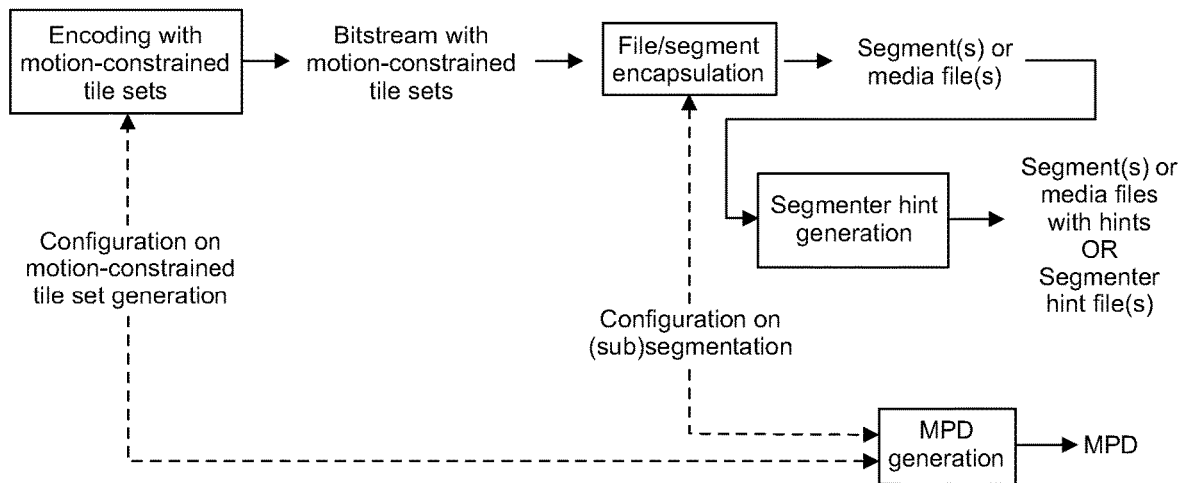 Encoding with
motion-constrained
tile sets
Bitstream with
motion-constrained
tile sets
File/segment
encapsulation
Segment(s) or
media file(s)
Segmenter hint
generation
Segment(s) or
media files
with hints
OR
Segmenter
hint file(s)
Configuration on
motion-constrained
tile set generation
Configuration on
(sub)segmentation
MPD
generation
MPD